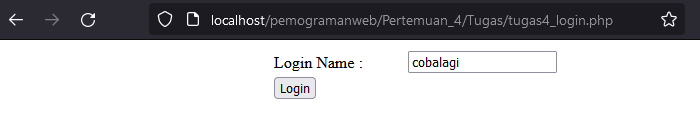 localhost/pemogramanweb/Pertemuan_4/Tugas/tugas4_login.php
Login Name : cobalagi
Login